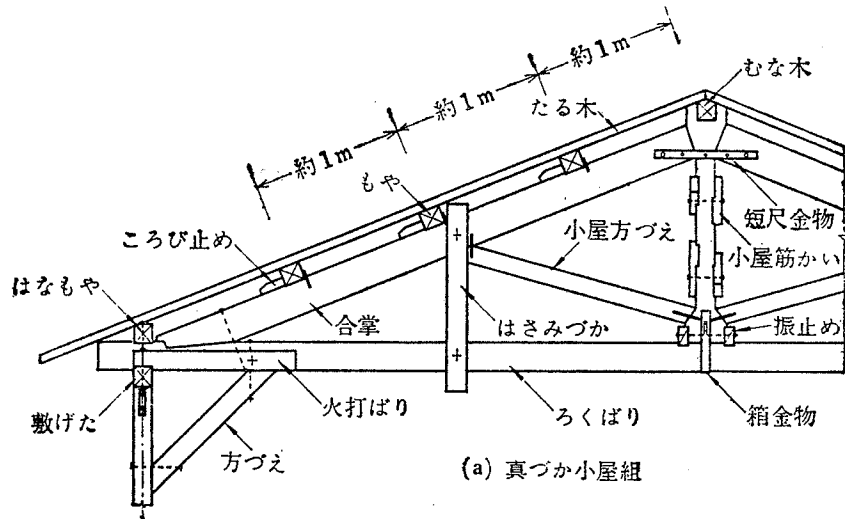 約1m
約1m
約1m
むな木
たる木
もや
ころび止め
はなもや
小屋方づえ
短尺金物
小屋筋かい
合掌
はさみづか
振止め
敷げた
火打ばり
ろくばり
箱金物
方づえ
(a) 真づか小屋組